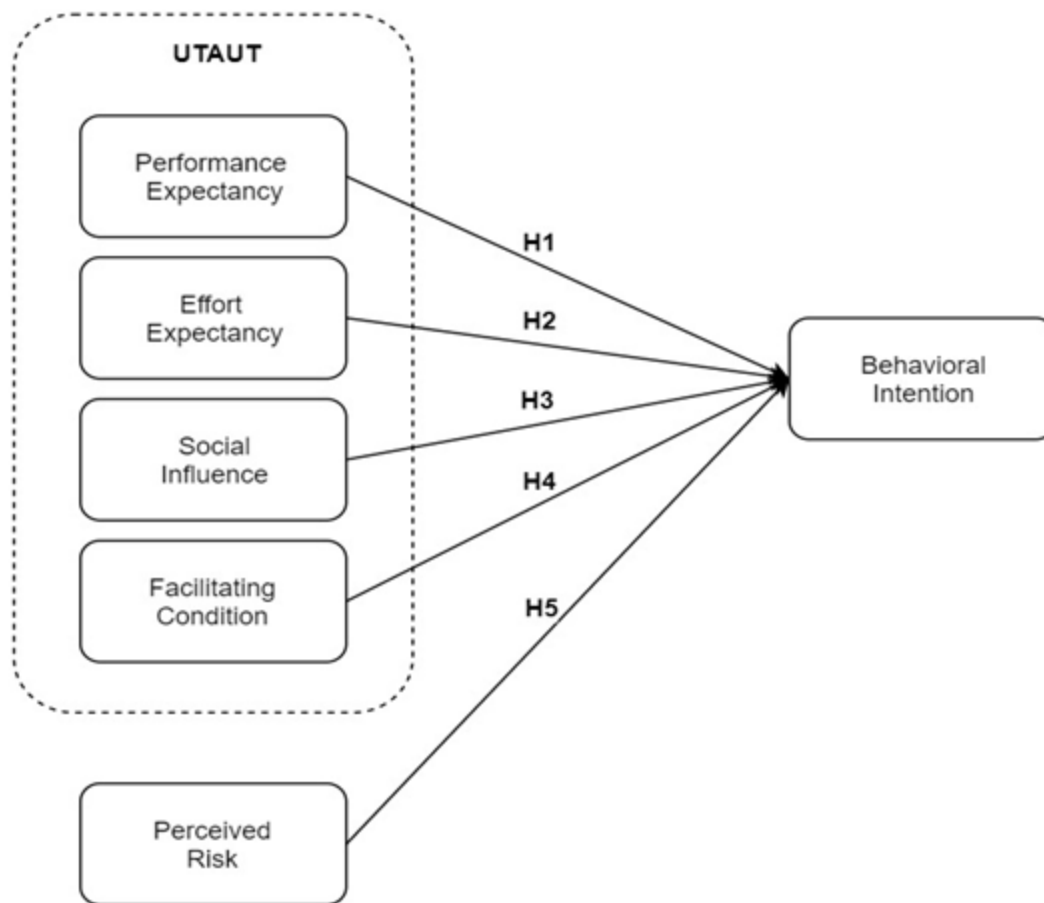 UTAUT
Performance
Expectancy
H1
Effort
Expectancy
H2
Behavioral
Intention
H3
Social
Influence
H4
Facilitating
Condition
H5
Perceived
Risk